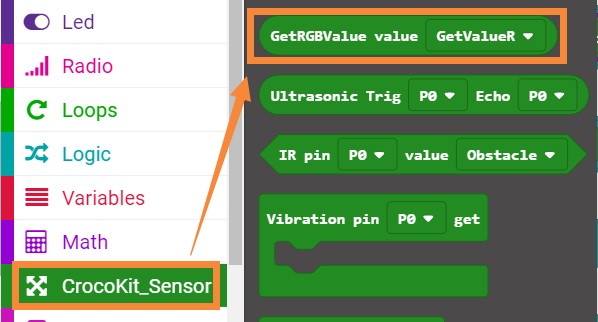 Led
Radio
Loops
Logic
Variables
Math
CrocoKit_Sensor
GetRGBValue value GetValueR
Ultrasonic Trig P0 Echo P0
IR pin P0 value Obstacle
Vibration pin P0 get